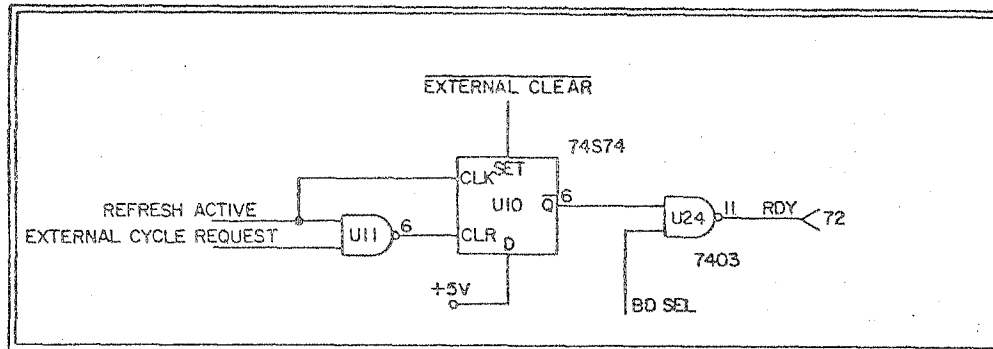 EXTERNAL CLEAR
74S74
SET
CLK
U10
Q
6
REFRESH ACTIVE
EXTERNAL CYCLE REQUEST
U11
6
CLR
D
U24
11
RDY
72
7403
+5V
BD SEL